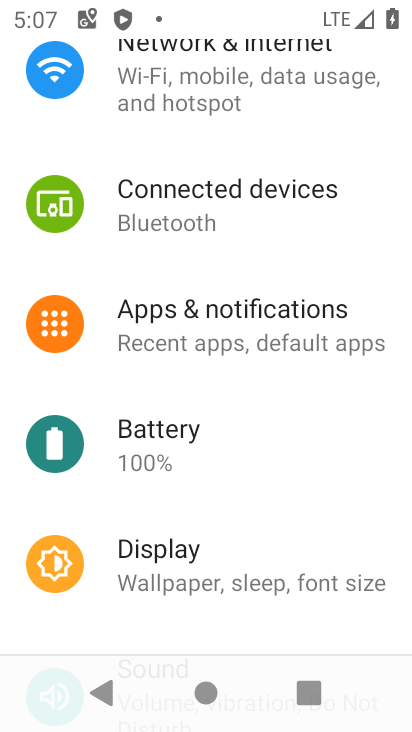 5:07
LTE
Network & internet
Wi-Fi, mobile, data usage,
and hotspot
Connected devices
Bluetooth
Apps & notifications
Recent apps, default apps
Battery
100%
Display
Wallpaper, sleep, font size
Sound
Volume, vibration, Do Not
Disturb